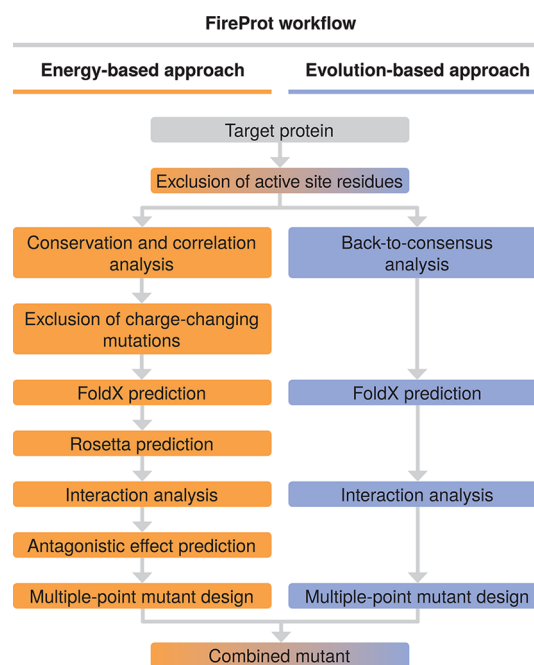 FireProt workflow
Energy-based approach
Evolution-based approach
Target protein
Exclusion of active site residues
Conservation and correlation
analysis
Back-to-consensus
analysis
Exclusion of charge-changing
mutations
FoldX prediction
FoldX prediction
Rosetta prediction
Interaction analysis
Interaction analysis
Antagonistic effect prediction
Multiple-point mutant design
Multiple-point mutant design
Combined mutant